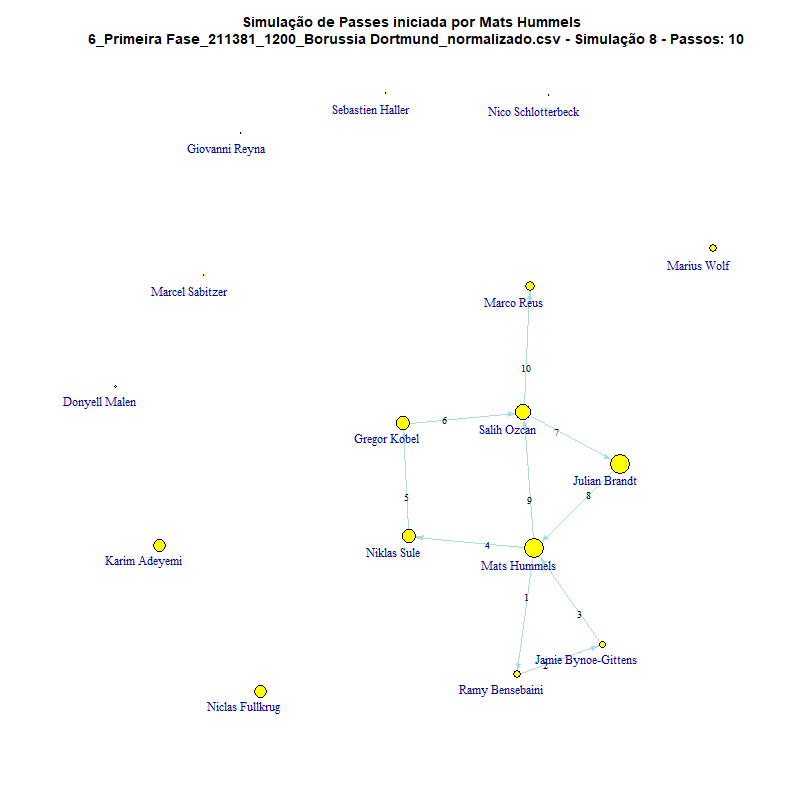 Simulação de Passes iniciada por Mats Hummels
6_Primeira Fase_211381_1200_Borussia Dortmund_normalizado.csv - Simulação 8 - Passos: 10
Sebastien Haller
Nico Schlotterbeck
Giovanni Reyna
Marius Wolf
Marcel Sabitzer
Marco Reus
10
Donyell Malen
6
Salih Ozcan
7
Gregor Kobel
Julian Brandt
8
5
9
4
Niklas Sule
Karim Adeyemi
Mats Hummels
1
3
Jamie Bynoe-Gittens
2
Ramy Bensebaini
Niclas Fullkrug